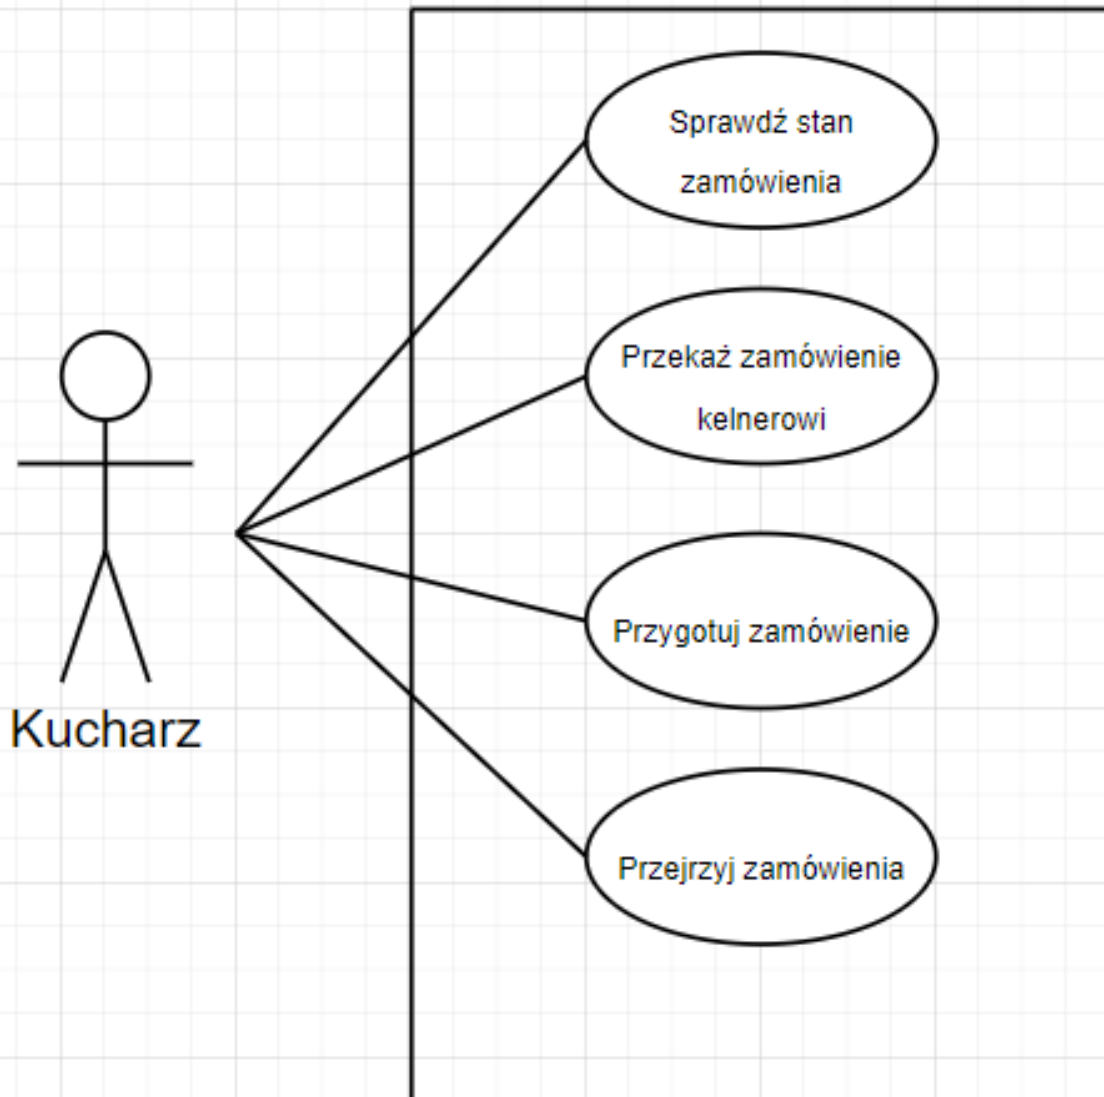 Sprawdź stan
zamówienia
Przekaż zamówienie
kelnerowi
Przygotuj zamówienie
Kucharz
Przejrzyj zamówienia